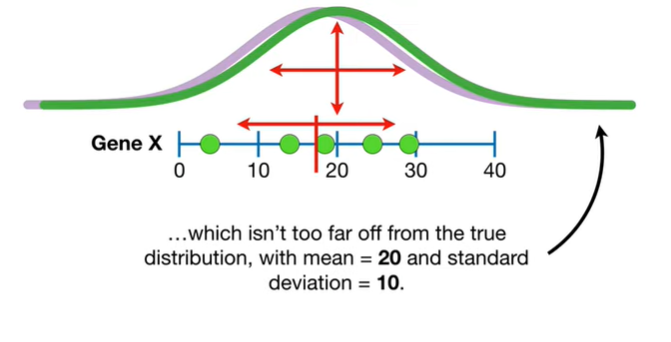 Gene X
0 10 20 30 40
…which isn't too far off from the true
distribution, with mean = 20 and standard
deviation = 10.